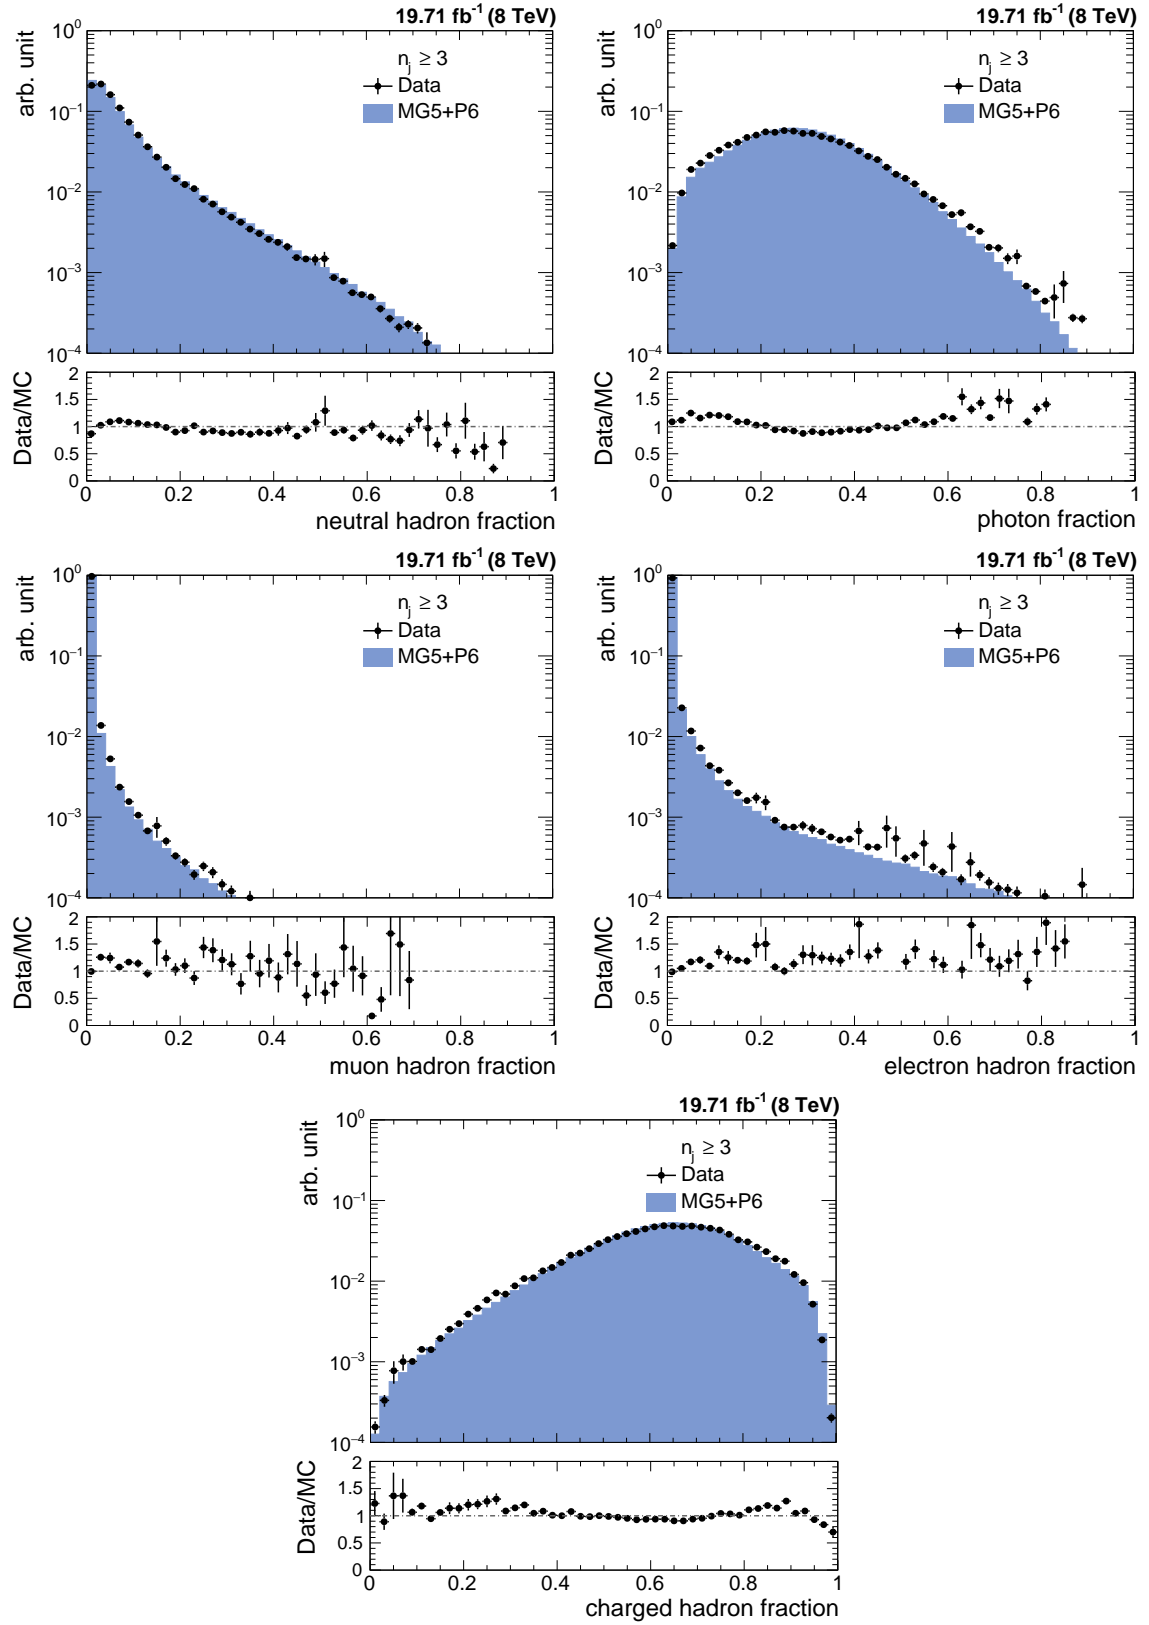 19.71 fb⁻¹ (8 TeV)
arb. unit
10⁰
10⁻¹
10⁻²
10⁻³
10⁻⁴
nⱼ ≥ 3
Data
MG5+P6
Data/MC
2
1.5
1
0.5
0
0 0.2 0.4 0.6 0.8 1
neutral hadron fraction
19.71 fb⁻¹ (8 TeV)
arb. unit
10⁰
10⁻¹
10⁻²
10⁻³
10⁻⁴
nⱼ ≥ 3
Data
MG5+P6
Data/MC
2
1.5
1
0.5
0
0 0.2 0.4 0.6 0.8 1
photon fraction
19.71 fb⁻¹ (8 TeV)
arb. unit
10⁰
10⁻¹
10⁻²
10⁻³
10⁻⁴
nⱼ ≥ 3
Data
MG5+P6
Data/MC
2
1.5
1
0.5
0
0 0.2 0.4 0.6 0.8 1
muon hadron fraction
19.71 fb⁻¹ (8 TeV)
arb. unit
10⁰
10⁻¹
10⁻²
10⁻³
10⁻⁴
nⱼ ≥ 3
Data
MG5+P6
Data/MC
2
1.5
1
0.5
0
0 0.2 0.4 0.6 0.8 1
electron hadron fraction
19.71 fb⁻¹ (8 TeV)
arb. unit
10⁰
10⁻¹
10⁻²
10⁻³
10⁻⁴
nⱼ ≥ 3
Data
MG5+P6
Data/MC
2
1.5
1
0.5
0
0 0.2 0.4 0.6 0.8 1
charged hadron fraction